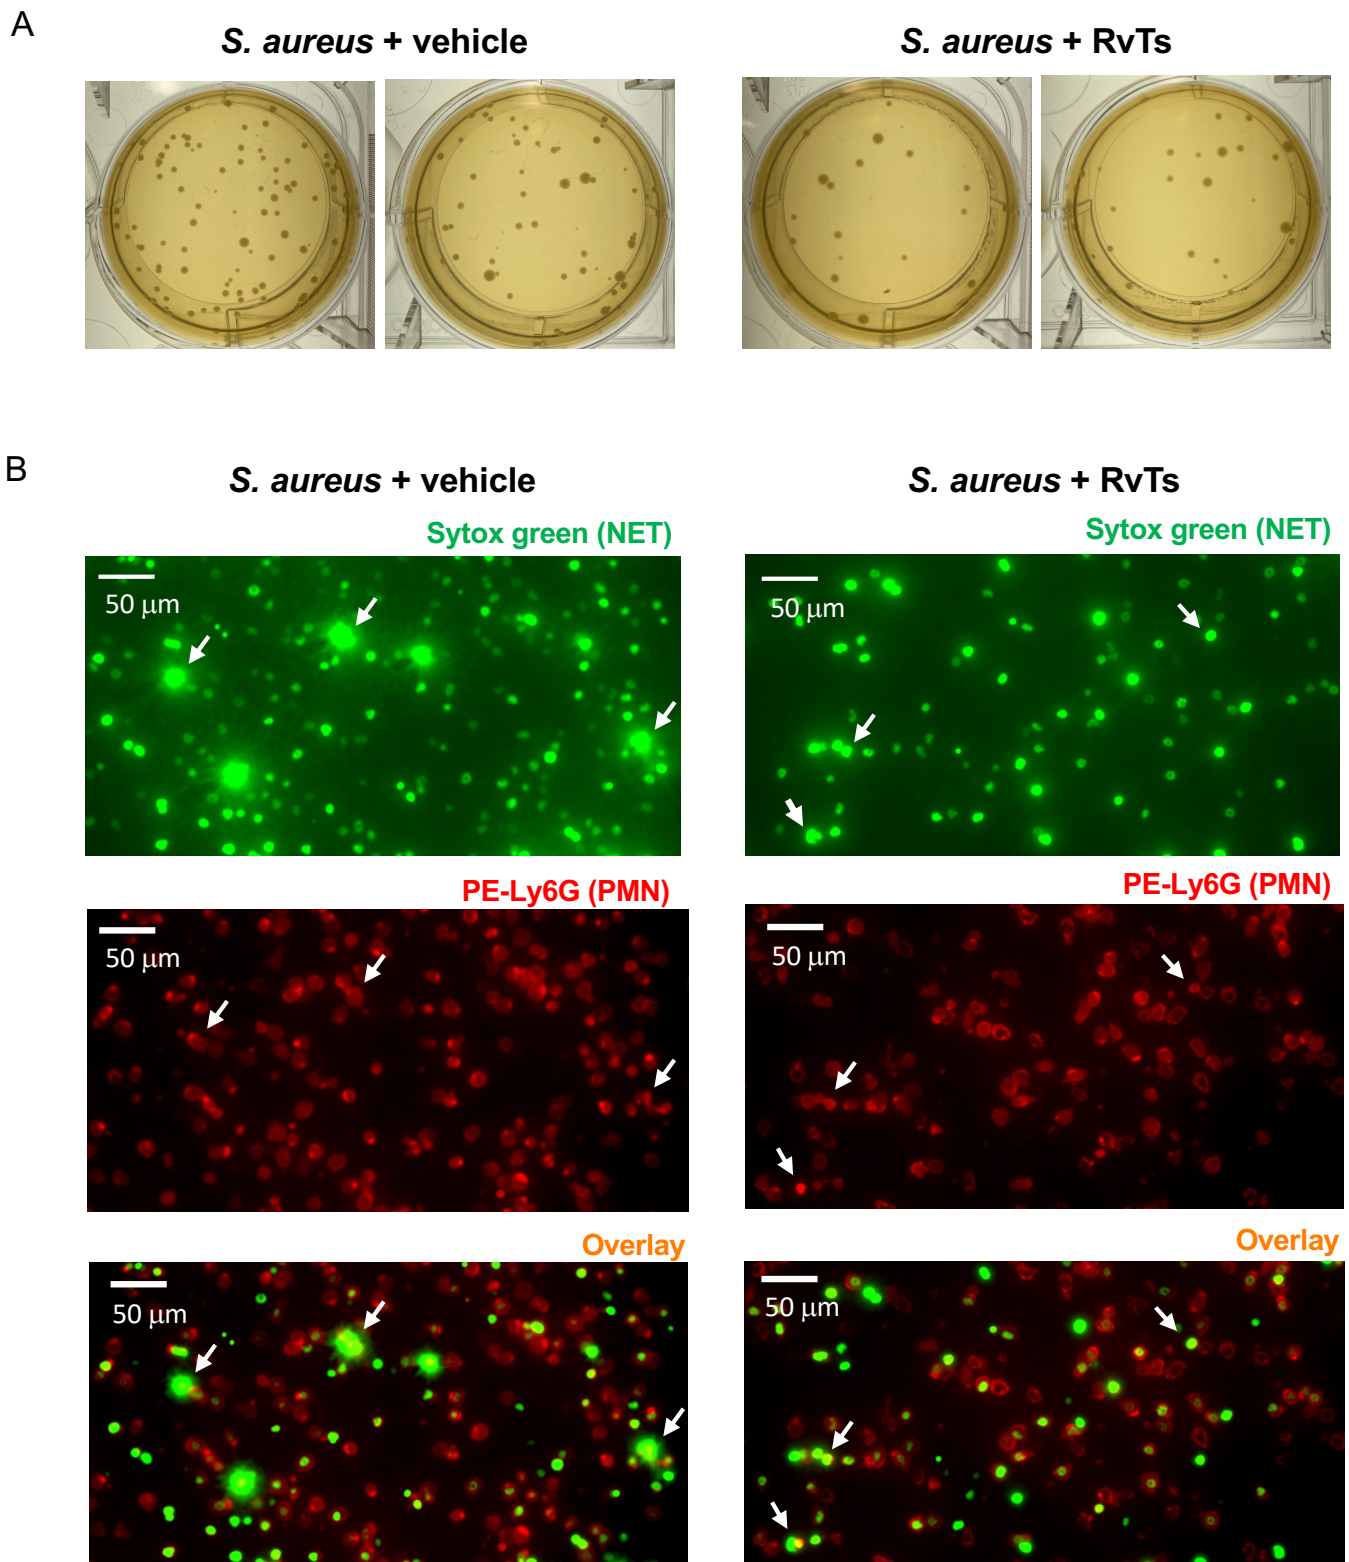 A
S. aureus + vehicle
S. aureus + RvTs
B
S. aureus + vehicle
S. aureus + RvTs
Sytox green (NET)
Sytox green (NET)
50 μm
50 μm
PE-Ly6G (PMN)
PE-Ly6G (PMN)
50 μm
50 μm
Overlay
Overlay
50 μm
50 μm